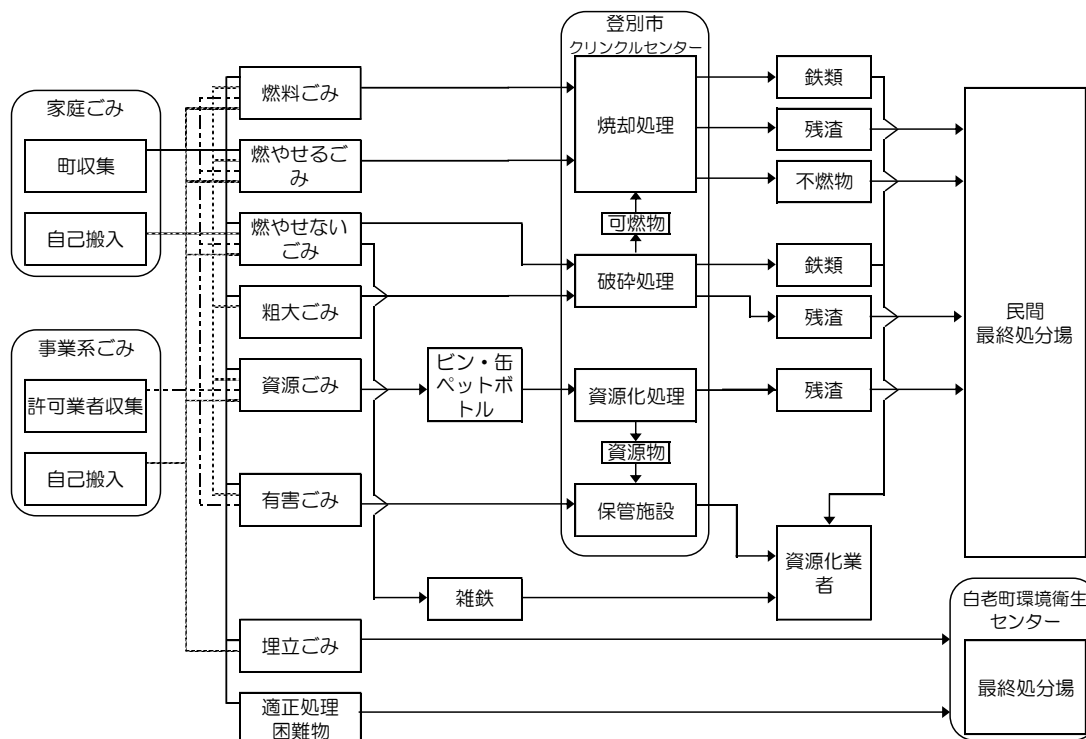 家庭ごみ
町収集
自己搬入
事業系ごみ
許可業者収集
自己搬入
燃料ごみ
燃やせるご
み
燃やせない
ごみ
粗大ごみ
資源ごみ
有害ごみ
埋立ごみ
適正処理
困難物
ビン・缶
ペットボ
トル
雑鉄
登別市
クリンクルセンター
焼却処理
可燃物
破砕処理
資源化処理
資源物
保管施設
鉄類
残渣
不燃物
鉄類
残渣
残渣
資源化業
者
民間
最終処分場
白老町環境衛生
センター
最終処分場